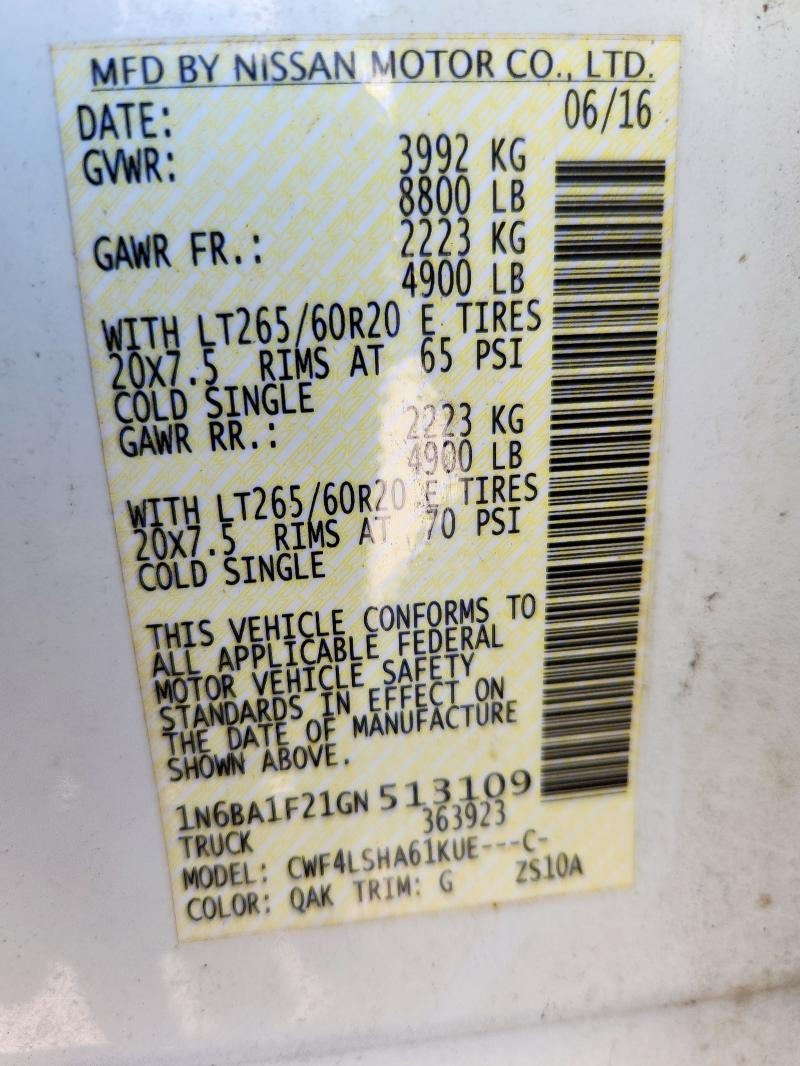 MFD BY NISSAN MOTOR CO., LTD.
DATE: 06/16
GVWR: 3992 KG
8800 LB
GAWR FR.: 2223 KG
4900 LB
WITH LT265/60R20 E TIRES
20X7.5 RIMS AT 65 PSI
COLD SINGLE
GAWR RR.: 2223 KG
4900 LB
WITH LT265/60R20 E TIRES
20X7.5 RIMS AT 70 PSI
COLD SINGLE
THIS VEHICLE CONFORMS TO
ALL APPLICABLE FEDERAL
MOTOR VEHICLE SAFETY
STANDARDS IN EFFECT ON
THE DATE OF MANUFACTURE
SHOWN ABOVE.
1N6BA1F21GN 513109
TRUCK 363923
MODEL: CWF4LSHA61KUE---C-
COLOR: QAK TRIM: G ZS10A